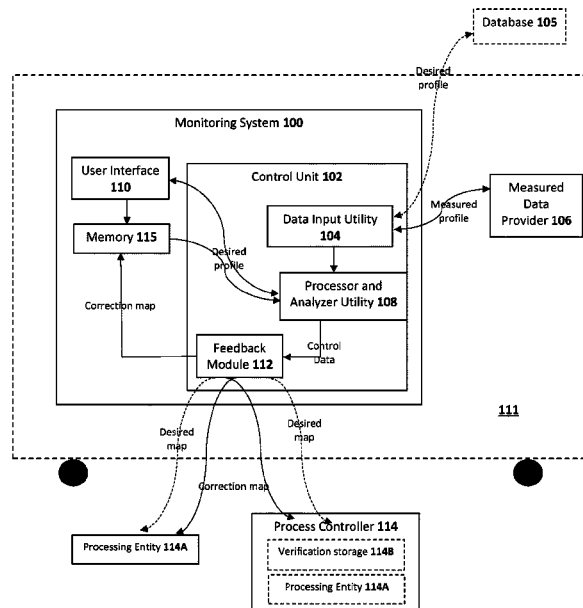 Database 105
Desired
profile
Monitoring System 100
User Interface
110
Control Unit 102
Measured
Data
Provider 106
Data Input Utility
104
Measured
profile
Memory 115
Desired
profile
Processor and
Analyzer Utility 108
Correction map
Control
Data
Feedback
Module 112
111
Desired
map
Desired
map
Correction map
Process Controller 114
Processing Entity 114A
Verification storage 114B
Processing Entity 114A